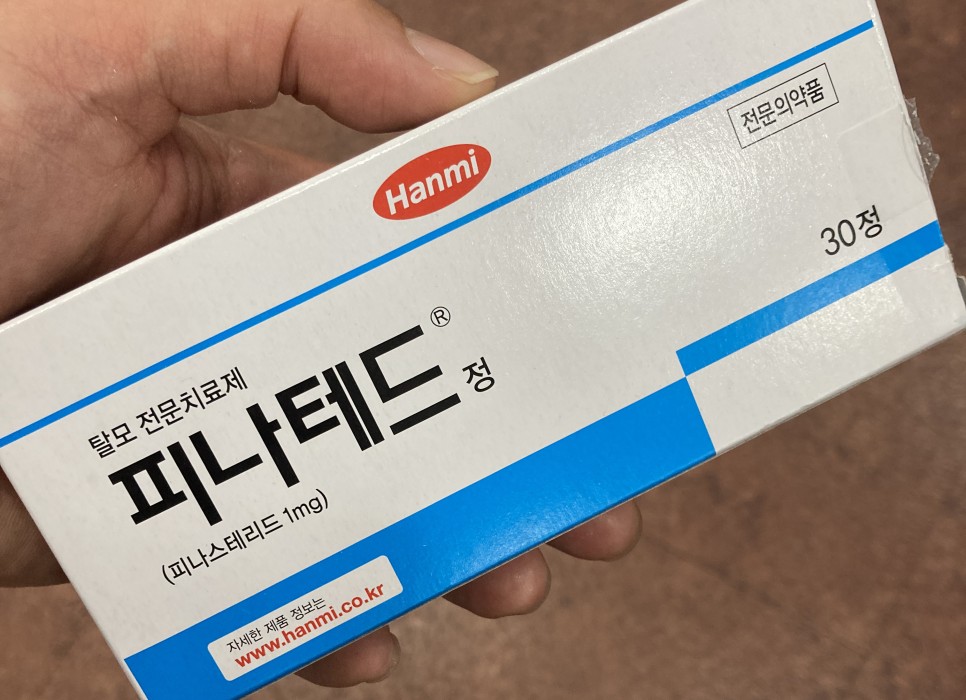 Hanmi
전문의약품
30정
탈모 전문치료제
피나테드® 정
(피나스테리드 1mg)
자세한 제품 정보는
www.hanmi.co.kr